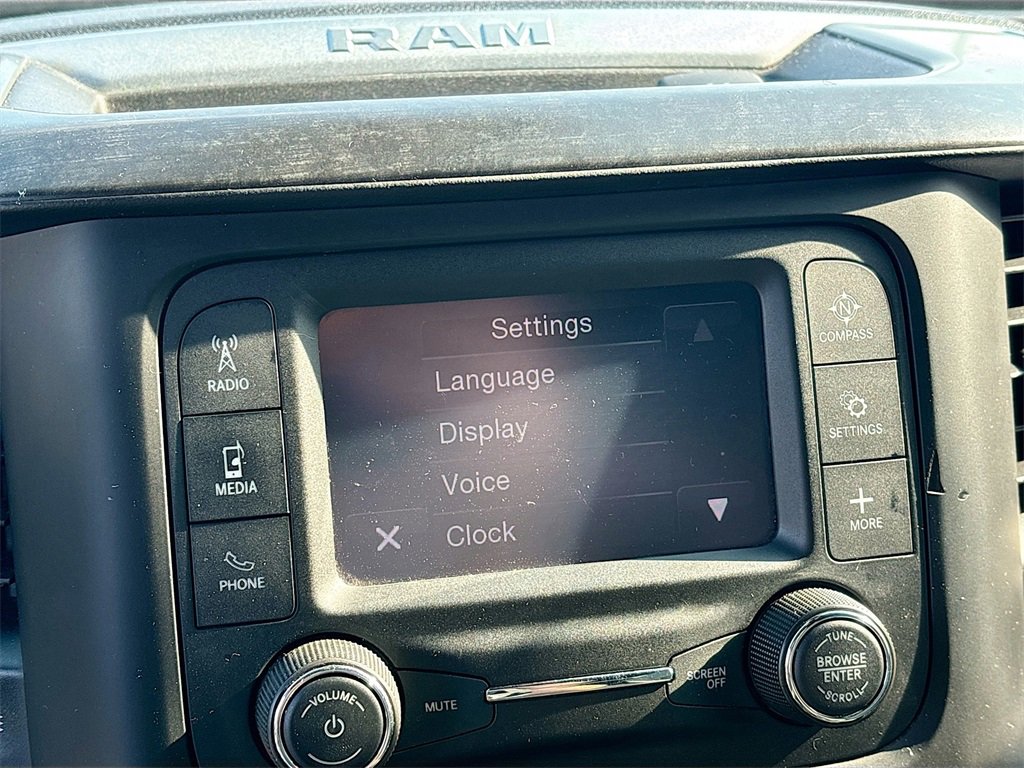 RAM
RADIO
MEDIA
PHONE
Settings
Language
Display
Voice
Clock
N
COMPASS
SETTINGS
MORE
VOLUME
MUTE
SCREEN
OFF
TUNE
BROWSE
ENTER
SCROLL